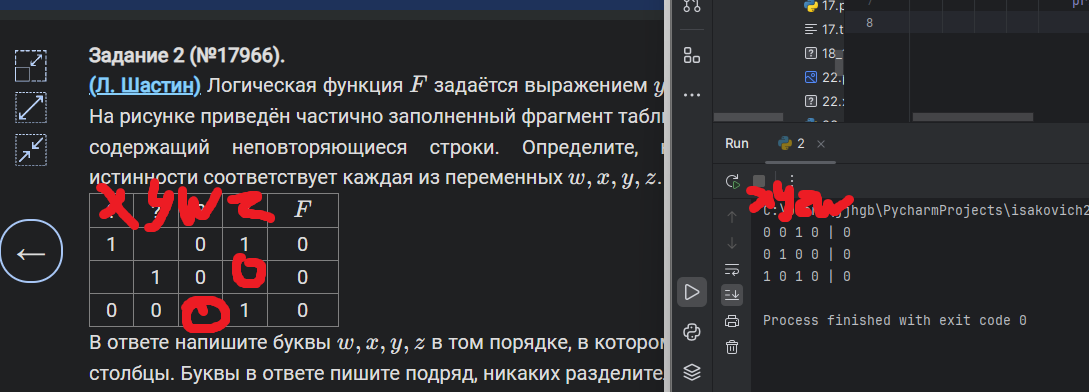 Задание 2 (№17966).
(Л. Шастин) Логическая функция F задаётся выражением y
На рисунке приведён частично заполненный фрагмент табл
содержащий неповторяющиеся строки. Определите,
истинности соответствует каждая из переменных w, x, y, z.
x y w z F
1 0 1 0
1 0 0 0
0 0 0 1 0
В ответе напишите буквы w, x, y, z в том порядке, в котором
столбцы. Буквы в ответе пишите подряд, никаких разделите
17.p
17.t
18
22.
22.
8
Run
2
xyzw
jhgb\PycharmProjects\isakovich2
0 0 1 0 | 0
0 1 0 0 | 0
1 0 1 0 | 0
Process finished with exit code 0